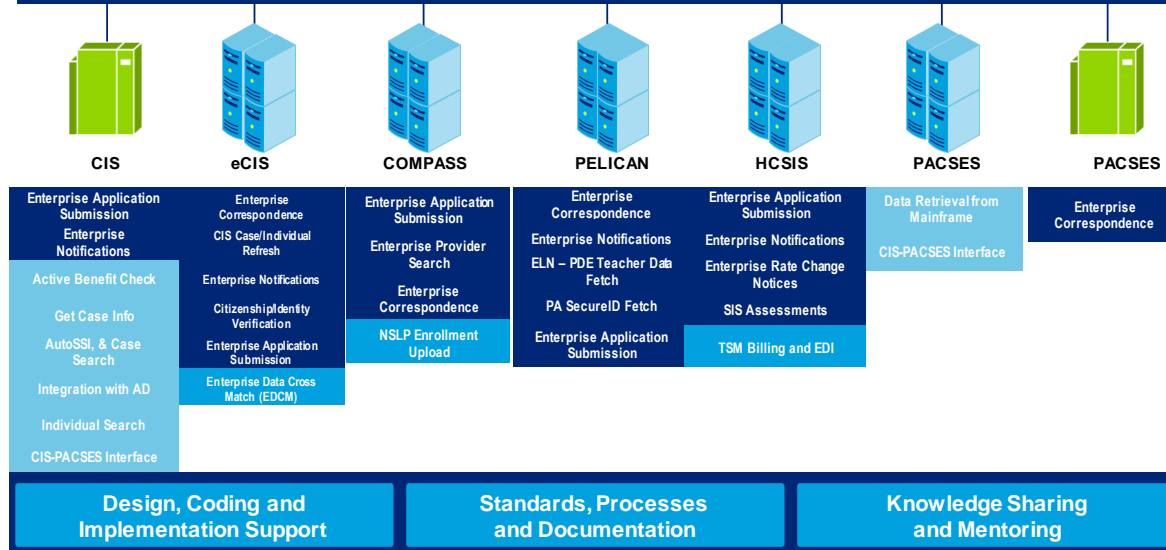 CIS
eCIS
COMPASS
PELICAN
HCSIS
PACSES
PACSES
Enterprise Application
Submission
Enterprise
Notifications
Active Benefit Check
Get Case Info
AutoSSI, & Case
Search
Integration with AD
Individual Search
CIS-PACSES Interface
Enterprise
Correspondence
CIS Case/Individual
Refresh
Enterprise Notifications
Citizenship/Identity
Verification
Enterprise Application
Submission
Enterprise Data Cross
Match (EDCM)
Enterprise Application
Submission
Enterprise Provider
Search
Enterprise
Correspondence
NSLP Enrollment
Upload
Enterprise
Correspondence
Enterprise Notifications
ELN – PDE Teacher Data
Fetch
PA SecureID Fetch
Enterprise Application
Submission
Enterprise Application
Submission
Enterprise Notifications
Enterprise Rate Change
Notices
SIS Assessments
TSM Billing and EDI
Data Retrieval from
Mainframe
CIS-PACSES Interface
Enterprise
Correspondence
Design, Coding and
Implementation Support
Standards, Processes
and Documentation
Knowledge Sharing
and Mentoring